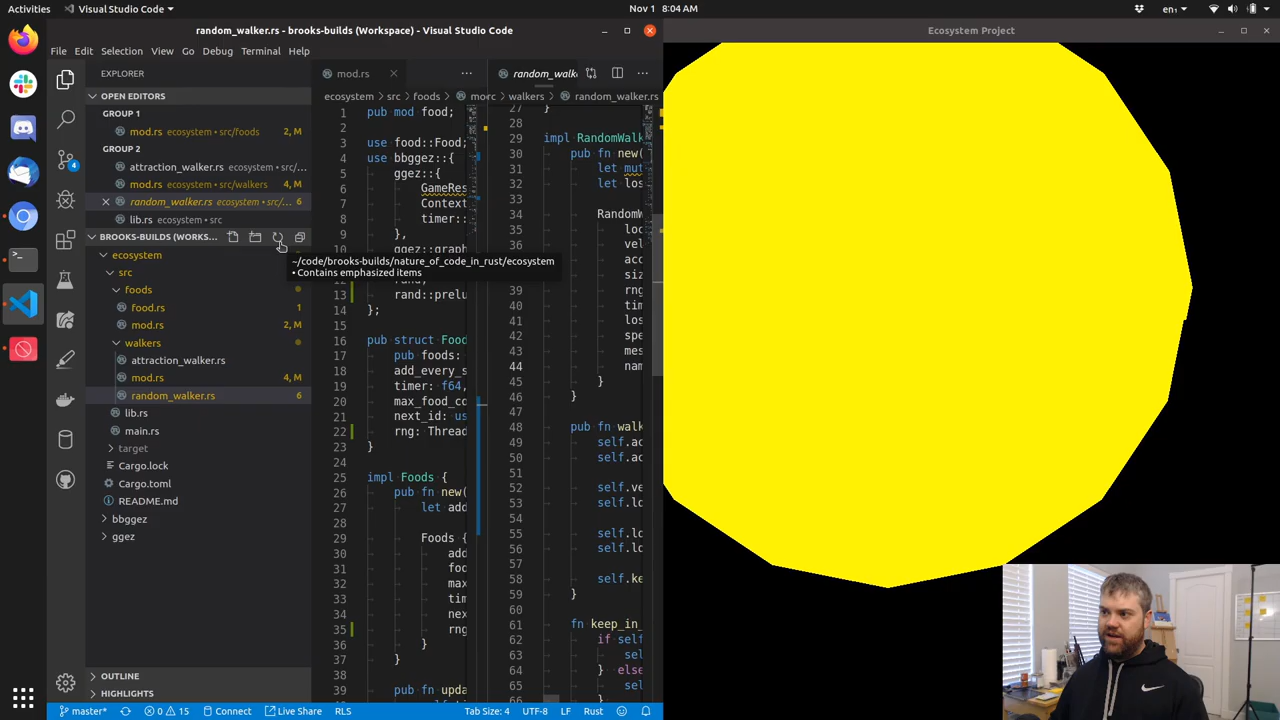 Activities
Visual Studio Code
Nov 1 8:04 AM
en₁
random_walker.rs - brooks-builds (Workspace) - Visual Studio Code
Ecosystem Project
File Edit Selection View Go Debug Terminal Help
EXPLORER
OPEN EDITORS
GROUP 1
mod.rs ecosystem • src/foods 2, M
GROUP 2
attraction_walker.rs ecosystem • src/...
mod.rs ecosystem • src/walkers 4, M
random_walker.rs ecosystem • src/... 6
lib.rs ecosystem • src
BROOKS-BUILDS (WORKS...
~/code/brooks-builds/nature_of_code_in_rust/ecosystem
• Contains emphasized items
ecosystem
src
foods
food.rs 1
mod.rs 2, M
walkers
attraction_walker.rs
mod.rs 4, M
random_walker.rs 6
lib.rs
main.rs
target
Cargo.lock
Cargo.toml
README.md
bbggez
ggez
OUTLINE
HIGHLIGHTS
4
mod.rs
ecosystem > src > foods > mo
1 pub mod food;
2
3 use food::Food;
4 use bbggez::{
5 ggez::{
6 GameRes
7 Context
8 timer::
9 },
10 ggez::graph
13 rand::prelu
14 };
15
16 pub struct Food
17 pub foods:
18 add_every_s
19 timer: f64,
20 max_food_co
21 next_id: us
22 rng: Thread
23 }
24
25 impl Foods {
26 pub fn new(
27 let add
28
29 Foods {
30 add
31 foo
32 max
33 tim
34 nex
35 rng
36 }
37 }
38
39 pub fn upda
random_walk
rc > walkers > random_walker.rs
27 }
28
29 impl RandomWalk
30 pub fn new(
31 let mut
32 let los
33
34 RandomW
35 loc
36 vel
37 acc
38 siz
39 rng
40 tim
41 los
42 spe
43 mes
44 nam
45 }
46 }
47
48 pub fn walk
49 self.ac
50 self.ac
51
52 self.ve
53 self.lo
54
55 self.lo
56 self.lo
57
58 self.ke
59 }
60
61 fn keep_in_
62 if self
63 sel
64 } else
65 sel
66
master* 0 15 Connect Live Share RLS Tab Size: 4 UTF-8 LF Rust